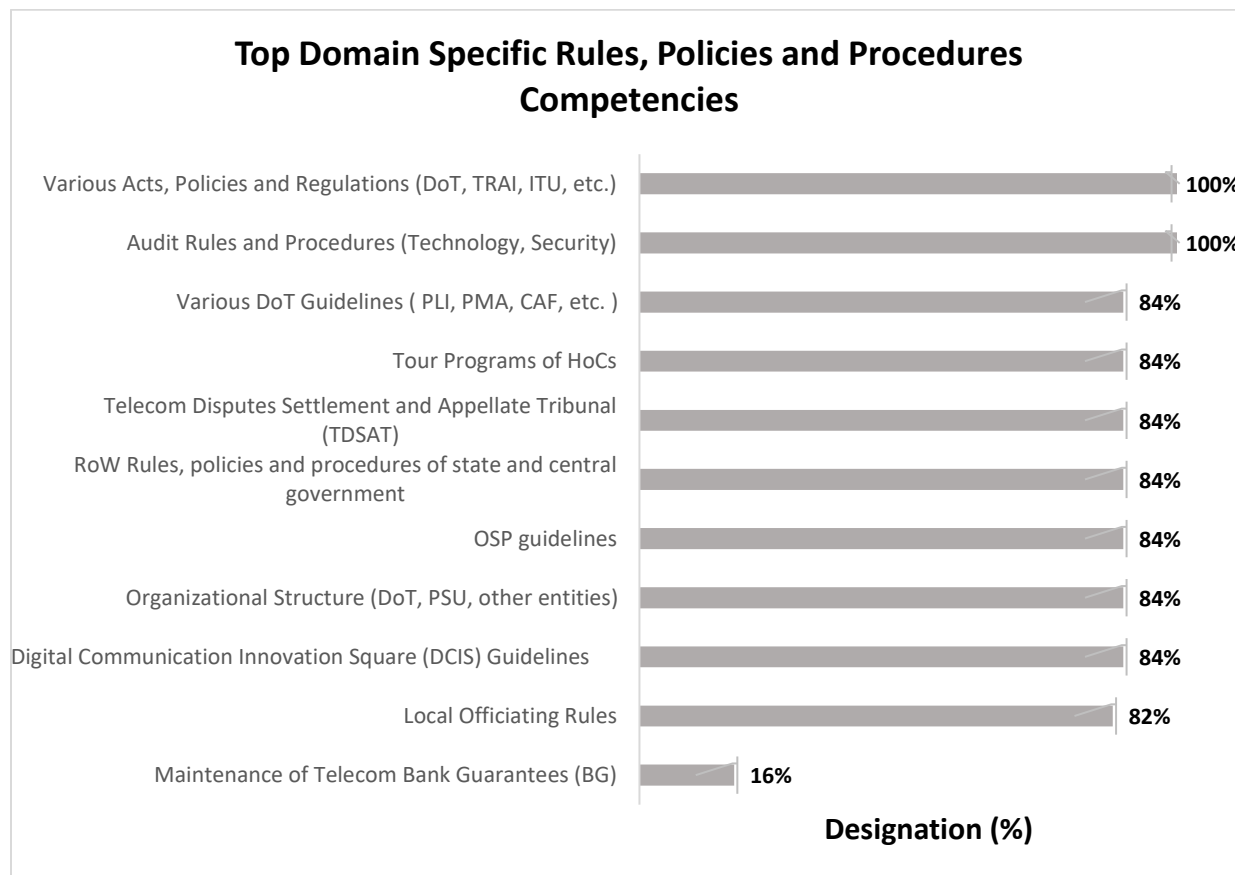 Top Domain Specific Rules, Policies and Procedures
Competencies
Various Acts, Policies and Regulations (DoT, TRAI, ITU, etc.) 100%
Audit Rules and Procedures (Technology, Security) 100%
Various DoT Guidelines ( PLI, PMA, CAF, etc. ) 84%
Tour Programs of HoCs 84%
Telecom Disputes Settlement and Appellate Tribunal
(TDSAT) 84%
RoW Rules, policies and procedures of state and central
government 84%
OSP guidelines 84%
Organizational Structure (DoT, PSU, other entities) 84%
Digital Communication Innovation Square (DCIS) Guidelines 84%
Local Officiating Rules 82%
Maintenance of Telecom Bank Guarantees (BG) 16%
Designation (%)